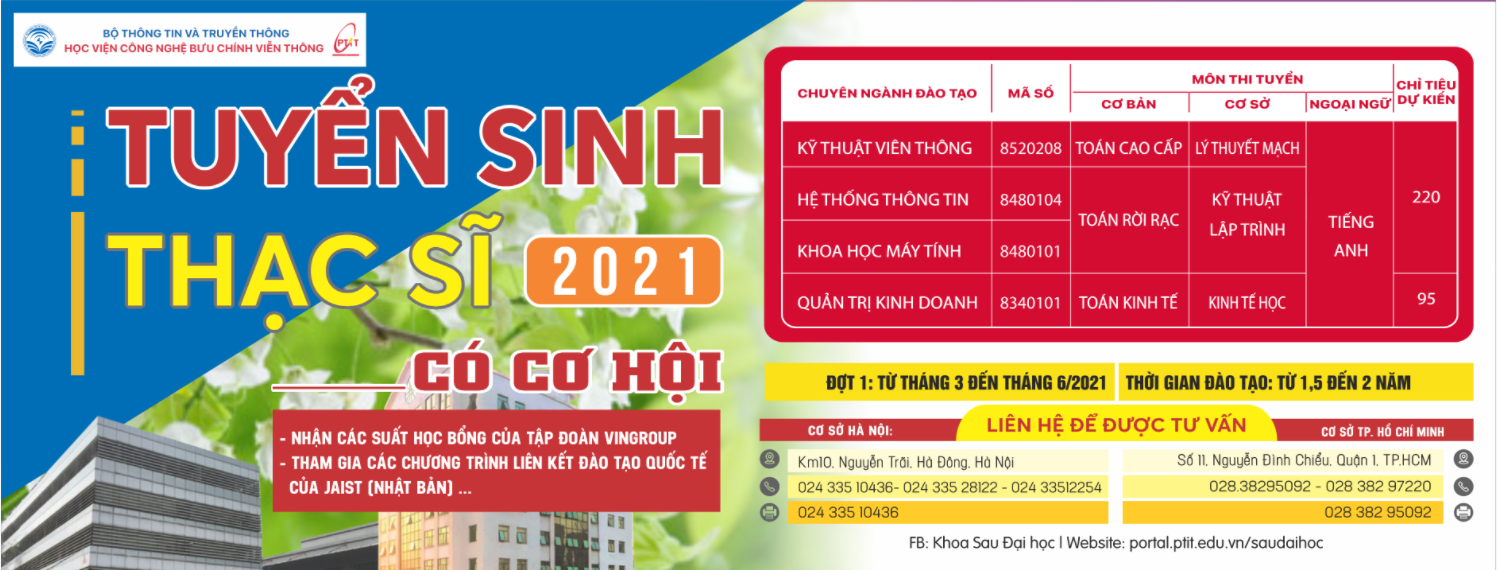 BỘ THÔNG TIN VÀ TRUYỀN THÔNG
HỌC VIỆN CÔNG NGHỆ BƯU CHÍNH VIỄN THÔNG
PTIT
TUYỂN SINH
THẠC SĨ 2021
CÓ CƠ HỘI
- NHẬN CÁC SUẤT HỌC BỔNG CỦA TẬP ĐOÀN VINGROUP
- THAM GIA CÁC CHƯƠNG TRÌNH LIÊN KẾT ĐÀO TẠO QUỐC TẾ
CỦA JAIST (NHẬT BẢN) ...
CHUYÊN NGÀNH ĐÀO TẠO MÃ SỐ MÔN THI TUYỂN CHỈ TIÊU
DỰ KIẾN
CƠ BẢN CƠ SỞ NGOẠI NGỮ
KỸ THUẬT VIÊN THÔNG 8520208 TOÁN CAO CẤP LÝ THUYẾT MẠCH
HỆ THỐNG THÔNG TIN 8480104 TOÁN RỜI RẠC KỸ THUẬT
LẬP TRÌNH TIẾNG
ANH 220
KHOA HỌC MÁY TÍNH 8480101
QUẢN TRỊ KINH DOANH 8340101 TOÁN KINH TẾ KINH TẾ HỌC 95
ĐỢT 1: TỪ THÁNG 3 ĐẾN THÁNG 6/2021 THỜI GIAN ĐÀO TẠO: TỪ 1,5 ĐẾN 2 NĂM
LIÊN HỆ ĐỂ ĐƯỢC TƯ VẤN
CƠ SỞ HÀ NỘI:
Km10, Nguyễn Trãi, Hà Đông, Hà Nội
024 335 10436- 024 335 28122 - 024 33512254
024 335 10436
CƠ SỞ TP. HỒ CHÍ MINH
Số 11, Nguyễn Đình Chiểu, Quận 1, TP.HCM
028.38295092 - 028 382 97220
028 382 95092
FB: Khoa Sau Đại học | Website: portal.ptit.edu.vn/saudaihoc